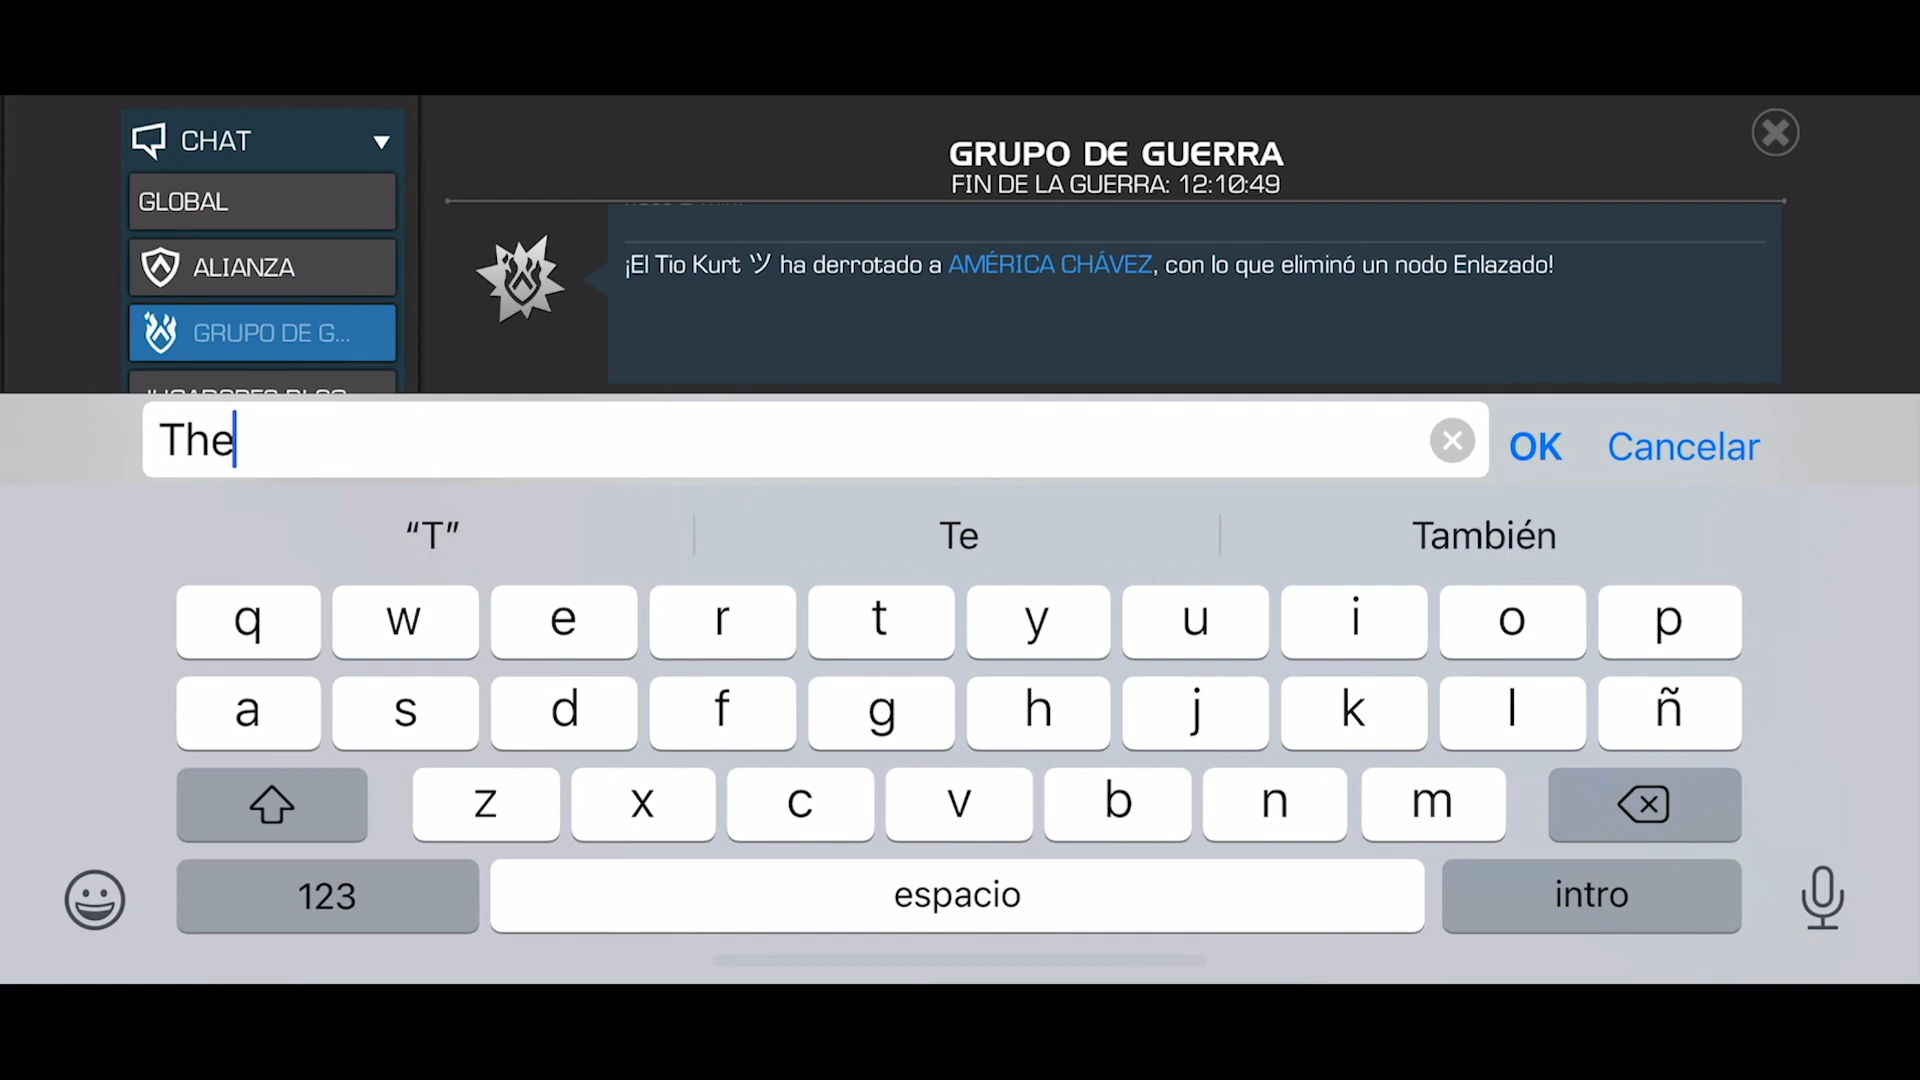 CHAT
GLOBAL
ALIANZA
GRUPO DE G...
GRUPO DE GUERRA
FIN DE LA GUERRA: 12:10:49
¡El Tio Kurt ツ ha derrotado a AMÉRICA CHÁVEZ, con lo que eliminó un nodo Enlazado!
The
OK
Cancelar
“T”
Te
También
q w e r t y u i o p
a s d f g h j k l ñ
z x c v b n m
123
espacio
intro